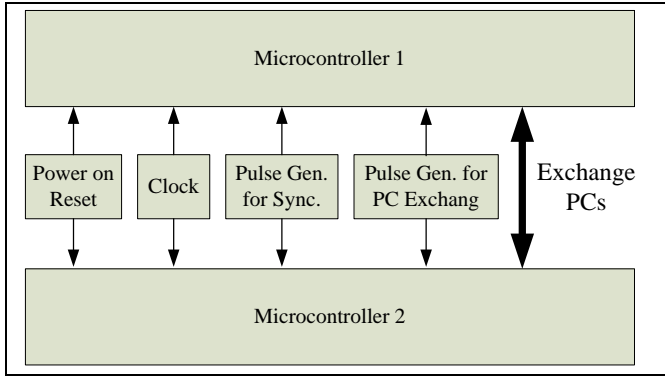 Microcontroller 1
Power on
Reset
Clock
Pulse Gen.
for Sync.
Pulse Gen. for
PC Exchang
Exchange
PCs
Microcontroller 2